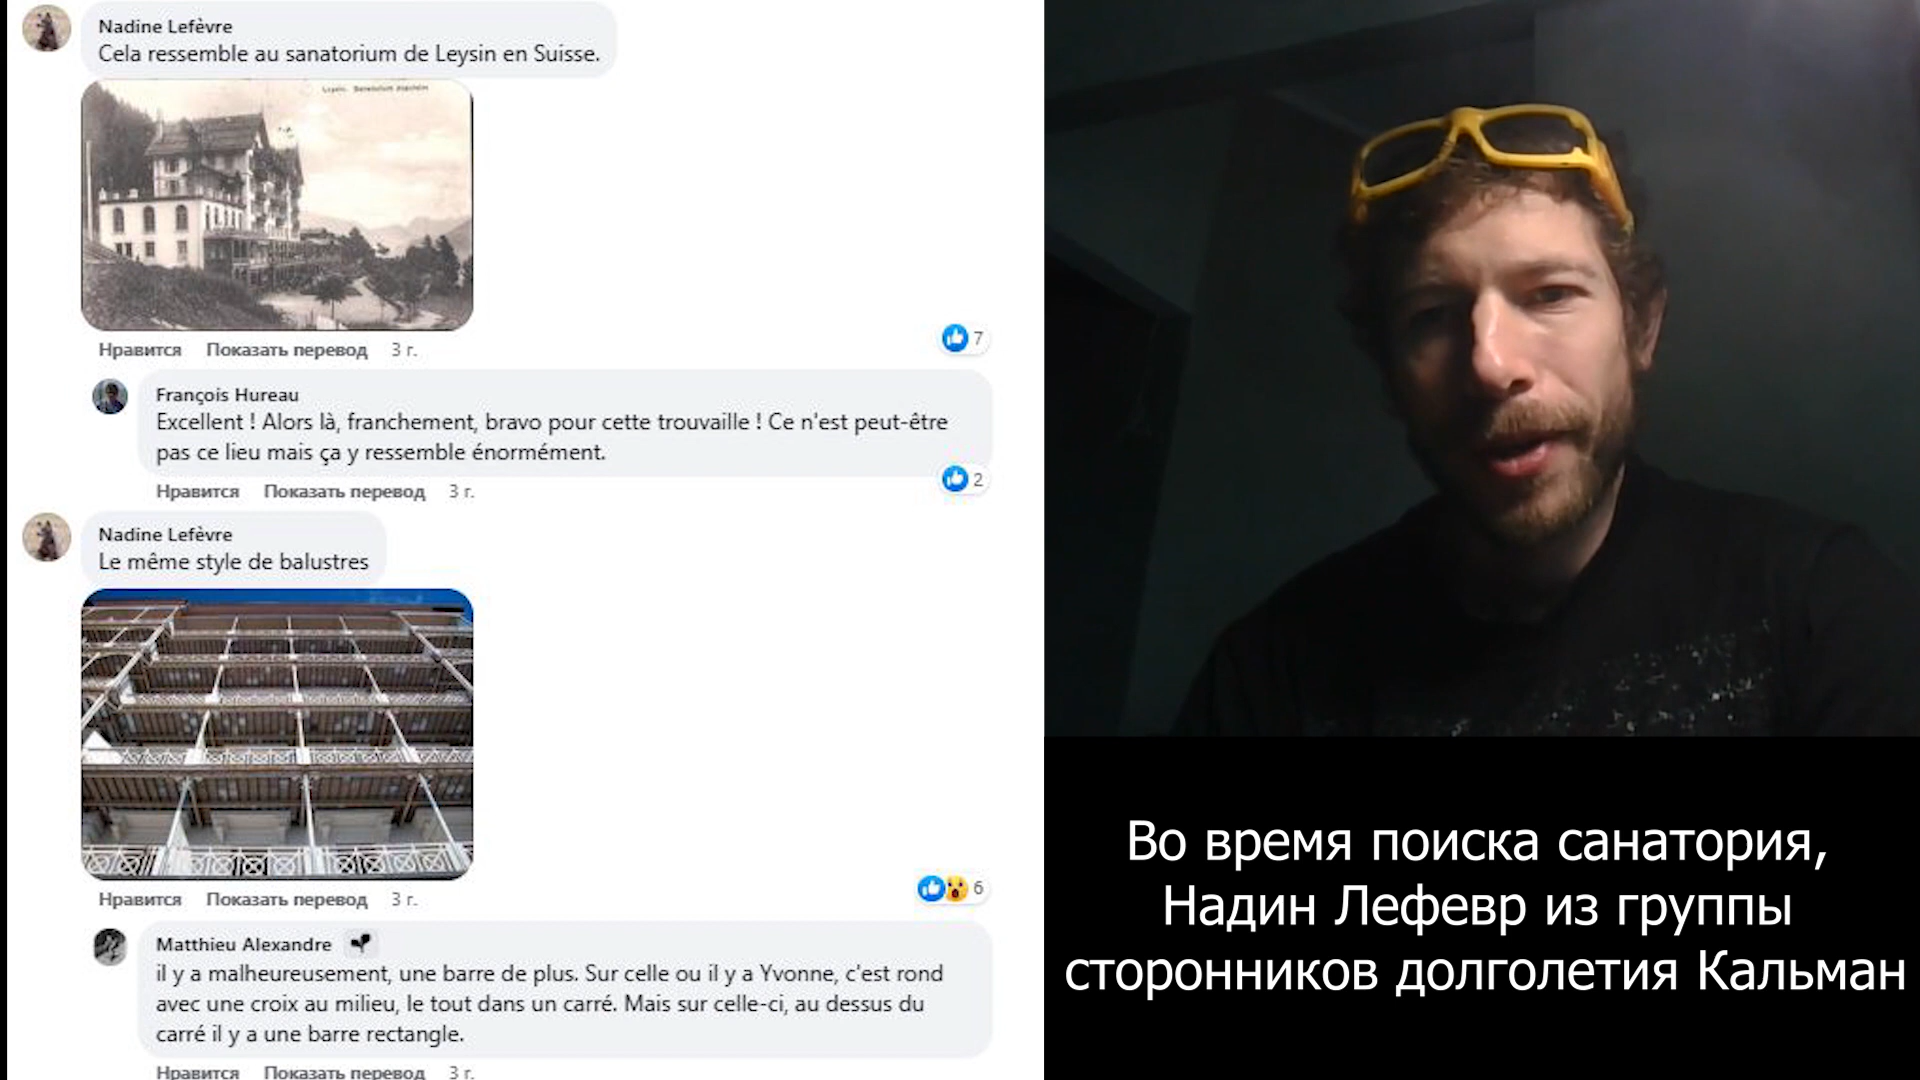 Nadine Lefèvre
Cela ressemble au sanatorium de Leysin en Suisse.
Leysin.
Нравится Показать перевод 3 г.
7
François Hureau
Excellent ! Alors là, franchement, bravo pour cette trouvaille ! Ce n'est peut-être
pas ce lieu mais ça y ressemble énormément.
2
Нравится Показать перевод 3 г.
Nadine Lefèvre
Le même style de balustres
Нравится Показать перевод 3 г.
6
Matthieu Alexandre
il y a malheureusement, une barre de plus. Sur celle ou il y a Yvonne, c'est rond
avec une croix au milieu, le tout dans un carré. Mais sur celle-ci, au dessus du
carré il y a une barre rectangle.
Нравится Показать перевод 3 г.
Во время поиска санатория,
Надин Лефевр из группы
сторонников долголетия Кальман